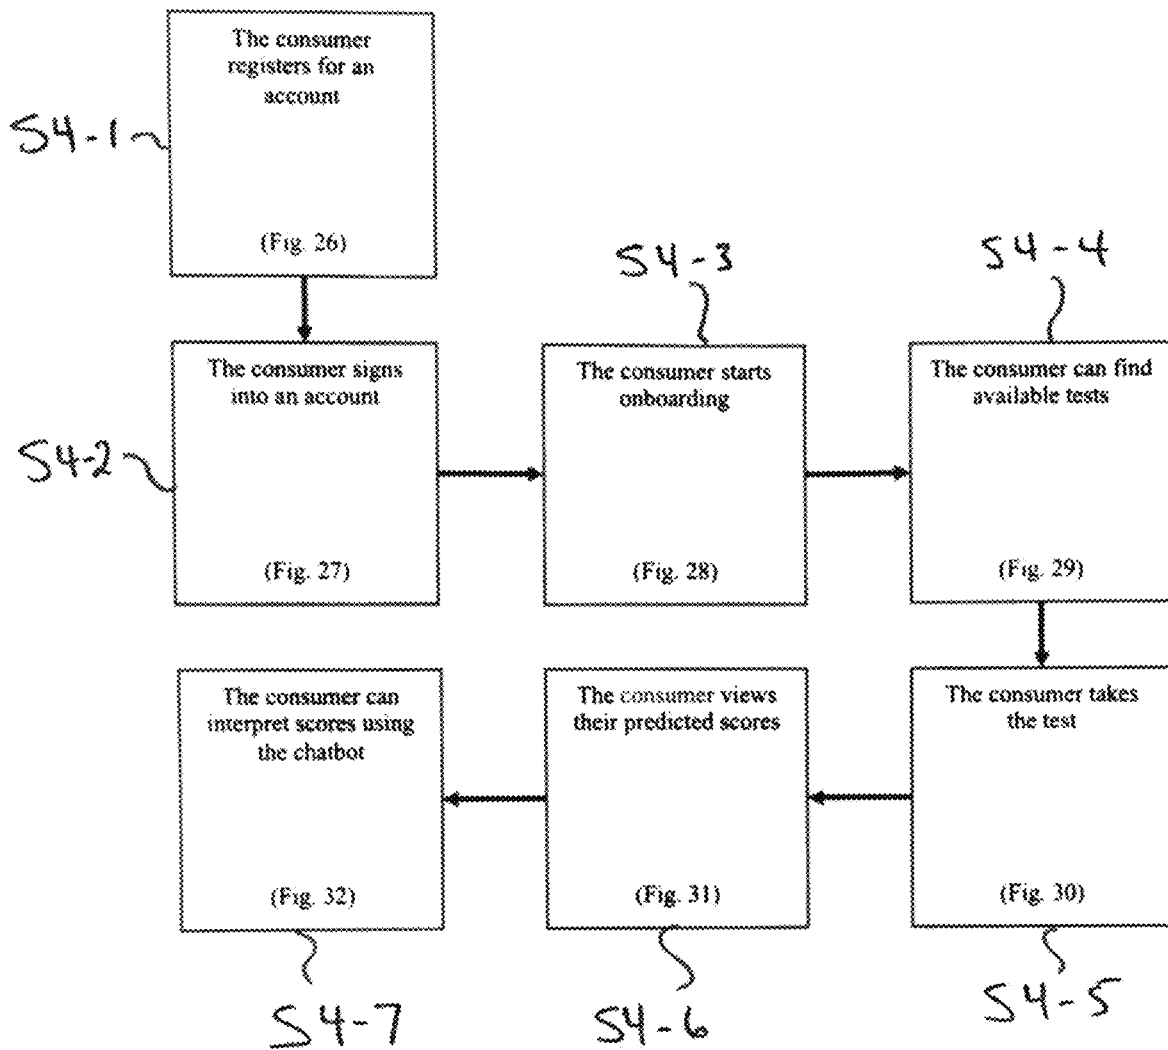 The consumer
registers for an
account
S4-1
(Fig. 26)
S4-3
S4-4
The consumer signs
into an account
The consumer starts
onboarding
The consumer can find
available tests
S4-2
(Fig. 27)
(Fig. 28)
(Fig. 29)
The consumer can
interpret scores using
the chatbot
The consumer views
their predicted scores
The consumer takes
the test
(Fig. 32)
(Fig. 31)
(Fig. 30)
S4-7
S4-6
S4-5